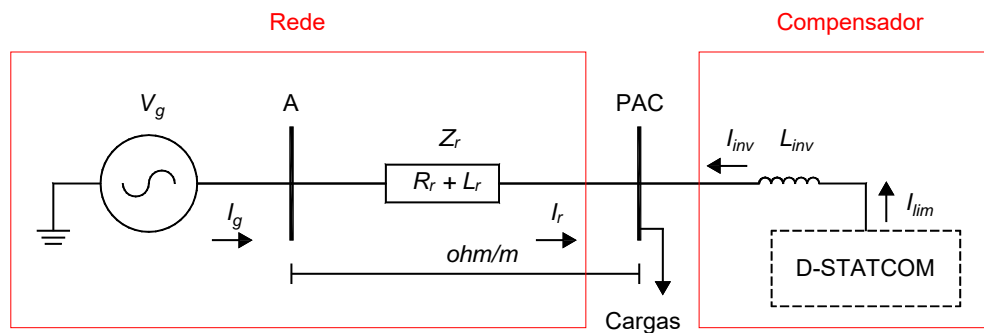 Rede
Compensador
V_g
A
Z_r
PAC
I_inv
L_inv
R_r + L_r
I_g
I_r
I_lim
ohm/m
D-STATCOM
Cargas